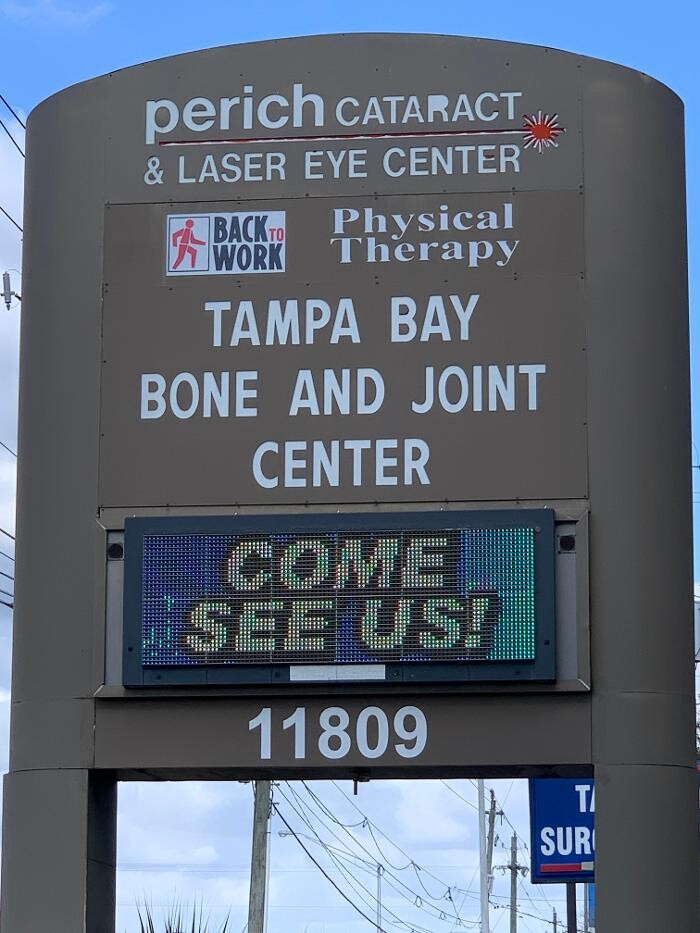 perich CATARACT
& LASER EYE CENTER
BACK TO WORK
Physical Therapy
TAMPA BAY
BONE AND JOINT
CENTER
COME
SEE US!
11809